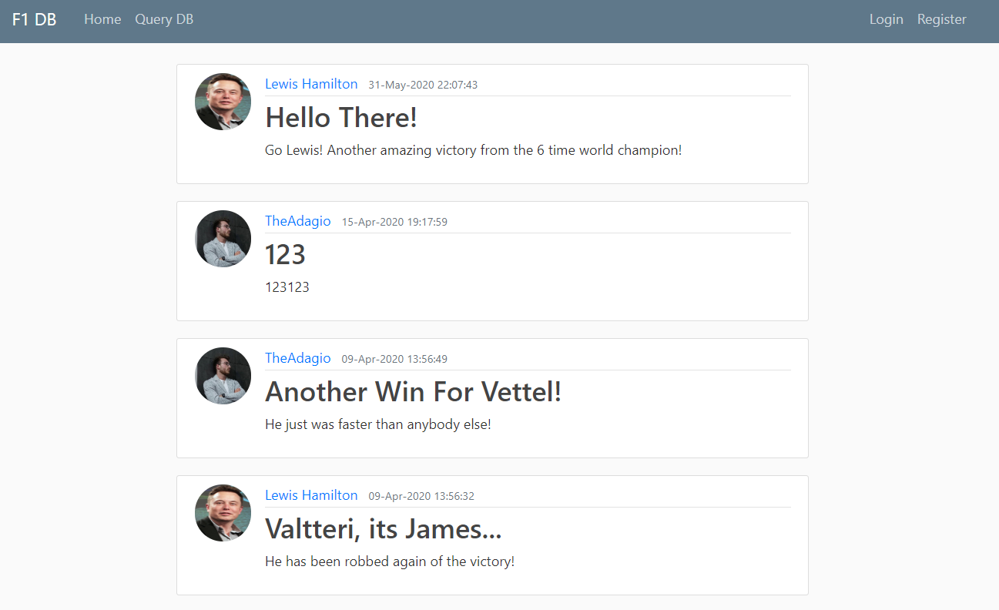 F1 DB Home Query DB Login Register
Lewis Hamilton 31-May-2020 22:07:43
Hello There!
Go Lewis! Another amazing victory from the 6 time world champion!
TheAdagio 15-Apr-2020 19:17:59
123
123123
TheAdagio 09-Apr-2020 13:56:49
Another Win For Vettel!
He just was faster than anybody else!
Lewis Hamilton 09-Apr-2020 13:56:32
Valtteri, its James...
He has been robbed again of the victory!